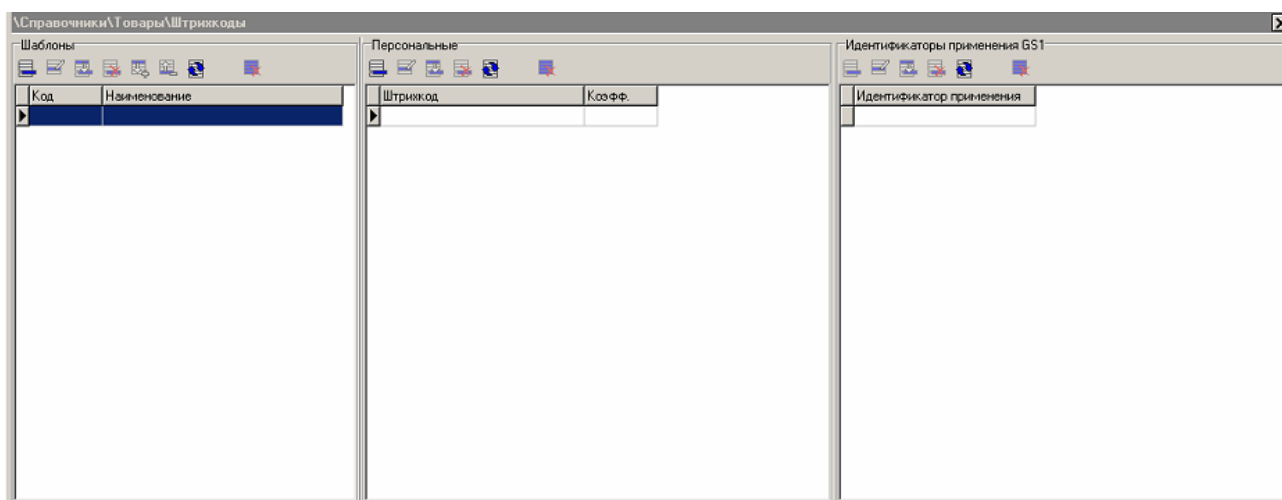 \Справочники\Товары\Штрихкоды
Шаблоны
Персональные
Идентификаторы применения GS1
Код Наименование
Штрихкод Коэфф.
Идентификатор применения